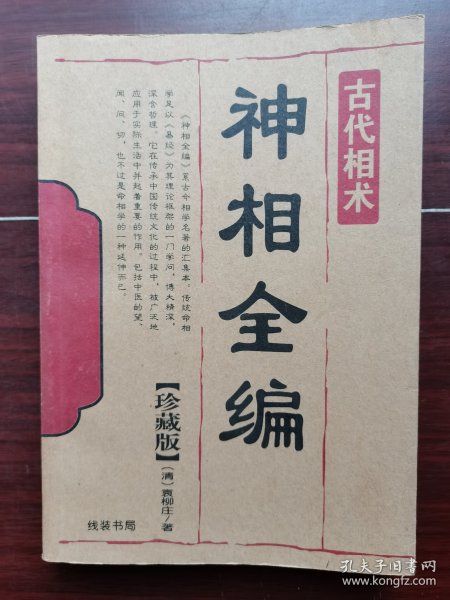 古代相术
神相全编
《神相全编》系古今相学名著的汇集本。传统命相
学是以《易经》为其理论框架的一门学问，博大精深，
深含哲理。它在传承中国传统文化的过程中，被广泛地
应用于实际生活中并起着重要的作用。包括中医的望、
闻、问、切，也不过是命相学的一种延伸而已。
【珍藏版】
（清）袁柳庄/著
线装书局
孔夫子旧书网
www.kongfz.com